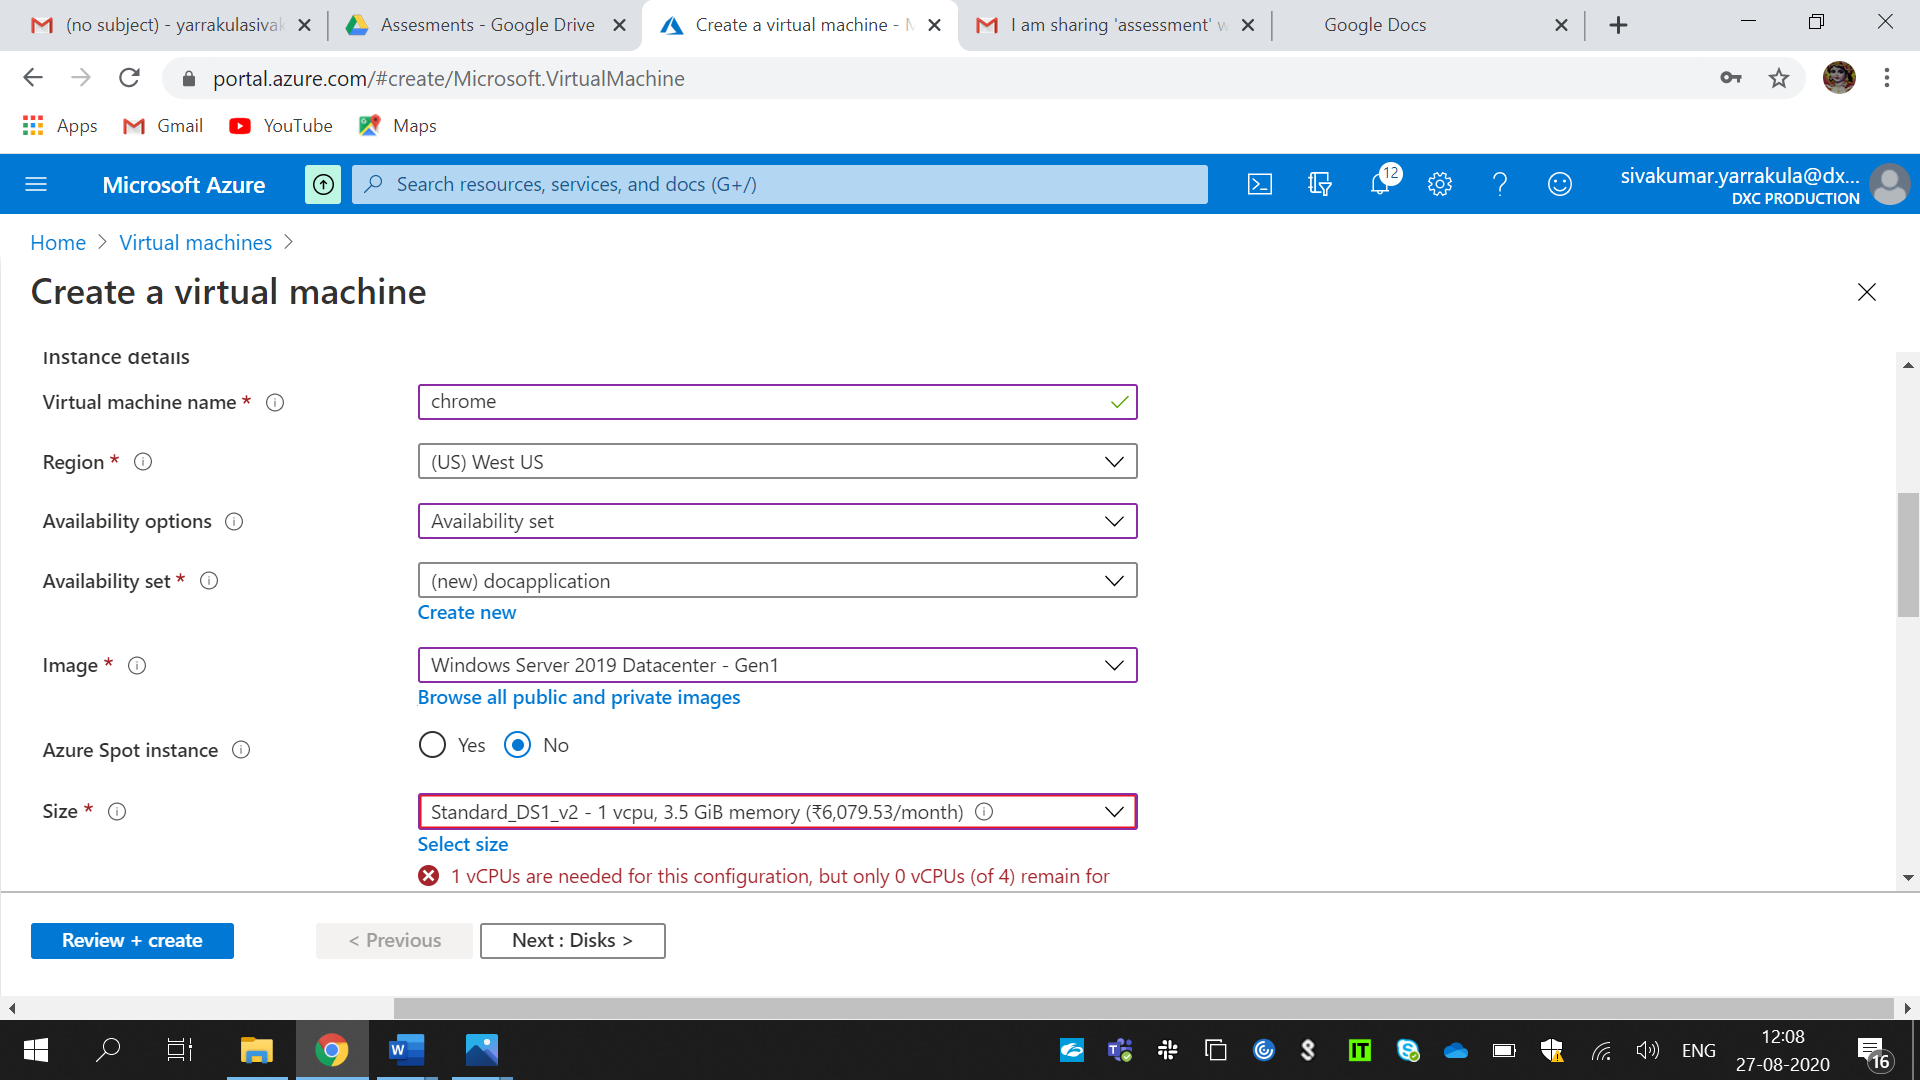 (no subject) - yarrakulasivak
Assesments - Google Drive
Create a virtual machine - M
I am sharing 'assessment' w
Google Docs
portal.azure.com/#create/Microsoft.VirtualMachine
Apps
Gmail
YouTube
Maps
Microsoft Azure
Search resources, services, and docs (G+/)
12
sivakumar.yarrakula@dx...
DXC PRODUCTION
Home > Virtual machines >
Create a virtual machine
Instance details
Virtual machine name *
chrome
Region *
(US) West US
Availability options
Availability set
Availability set *
(new) docapplication
Create new
Image *
Windows Server 2019 Datacenter - Gen1
Browse all public and private images
Azure Spot instance
Yes
No
Size *
Standard_DS1_v2 - 1 vcpu, 3.5 GiB memory (₹6,079.53/month)
Select size
1 vCPUs are needed for this configuration, but only 0 vCPUs (of 4) remain for
Review + create
< Previous
Next : Disks >
ENG
12:08
27-08-2020
16